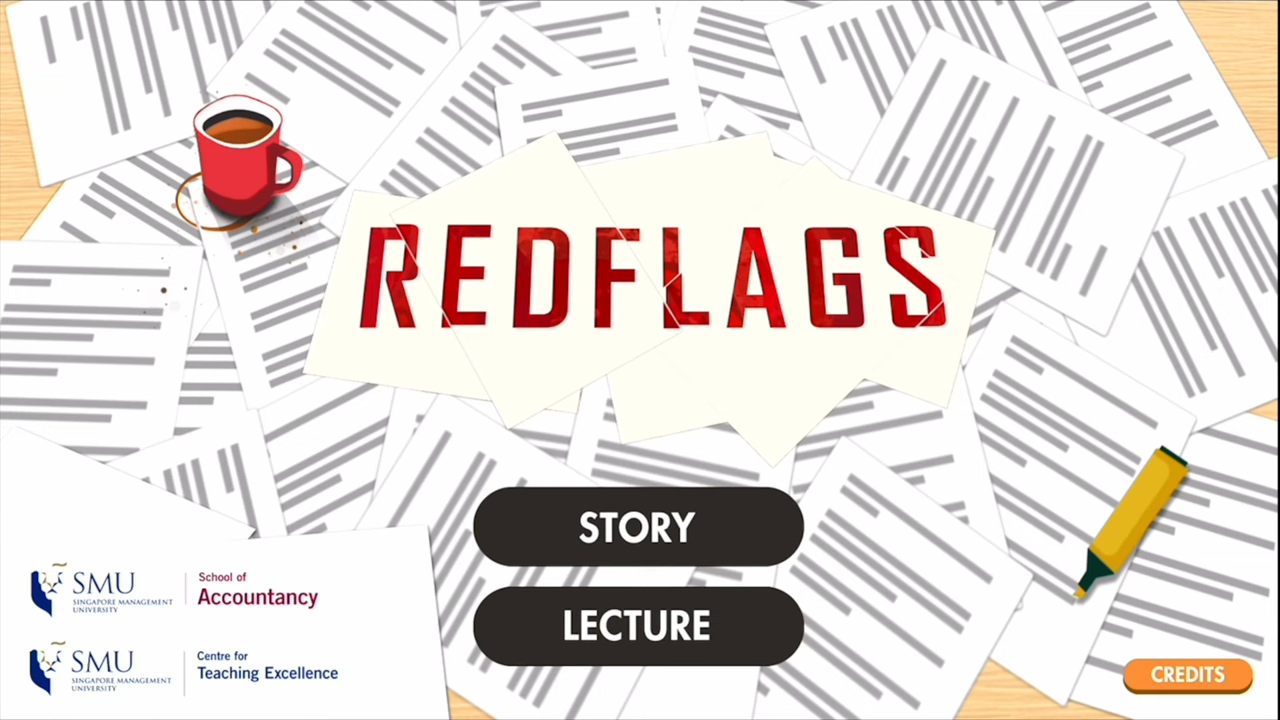 REDFLAGS
STORY
LECTURE
SMU
SINGAPORE MANAGEMENT
UNIVERSITY
School of
Accountancy
SMU
SINGAPORE MANAGEMENT
UNIVERSITY
Centre for
Teaching Excellence
CREDITS